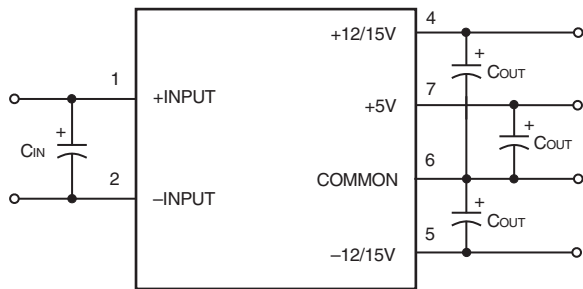 4
+12/15V
+
COUT
1
+INPUT
7
+5V
+
CIN
+
COUT
2
–INPUT
6
COMMON
+
COUT
5
–12/15V